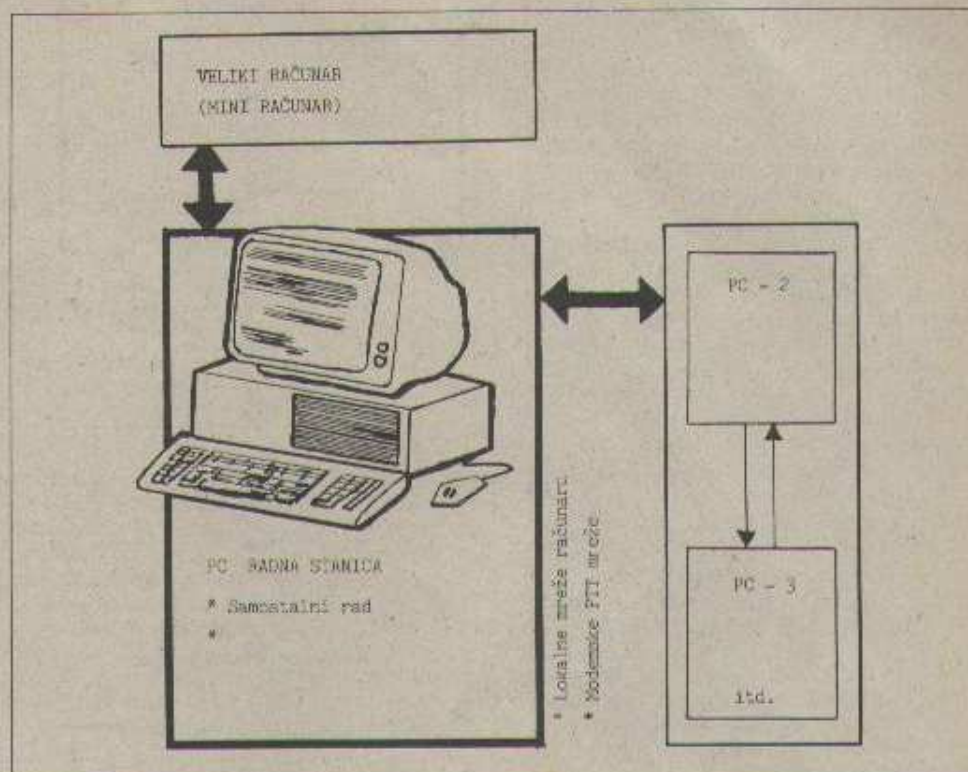 VELIKI RAČUNAR
(MINI RAČUNAR)
PC RADNA STANICA
* Samostalni rad
*
* Lokalne mreže računari
* Modemske PTT mreže
PC - 2
PC - 3
itd.